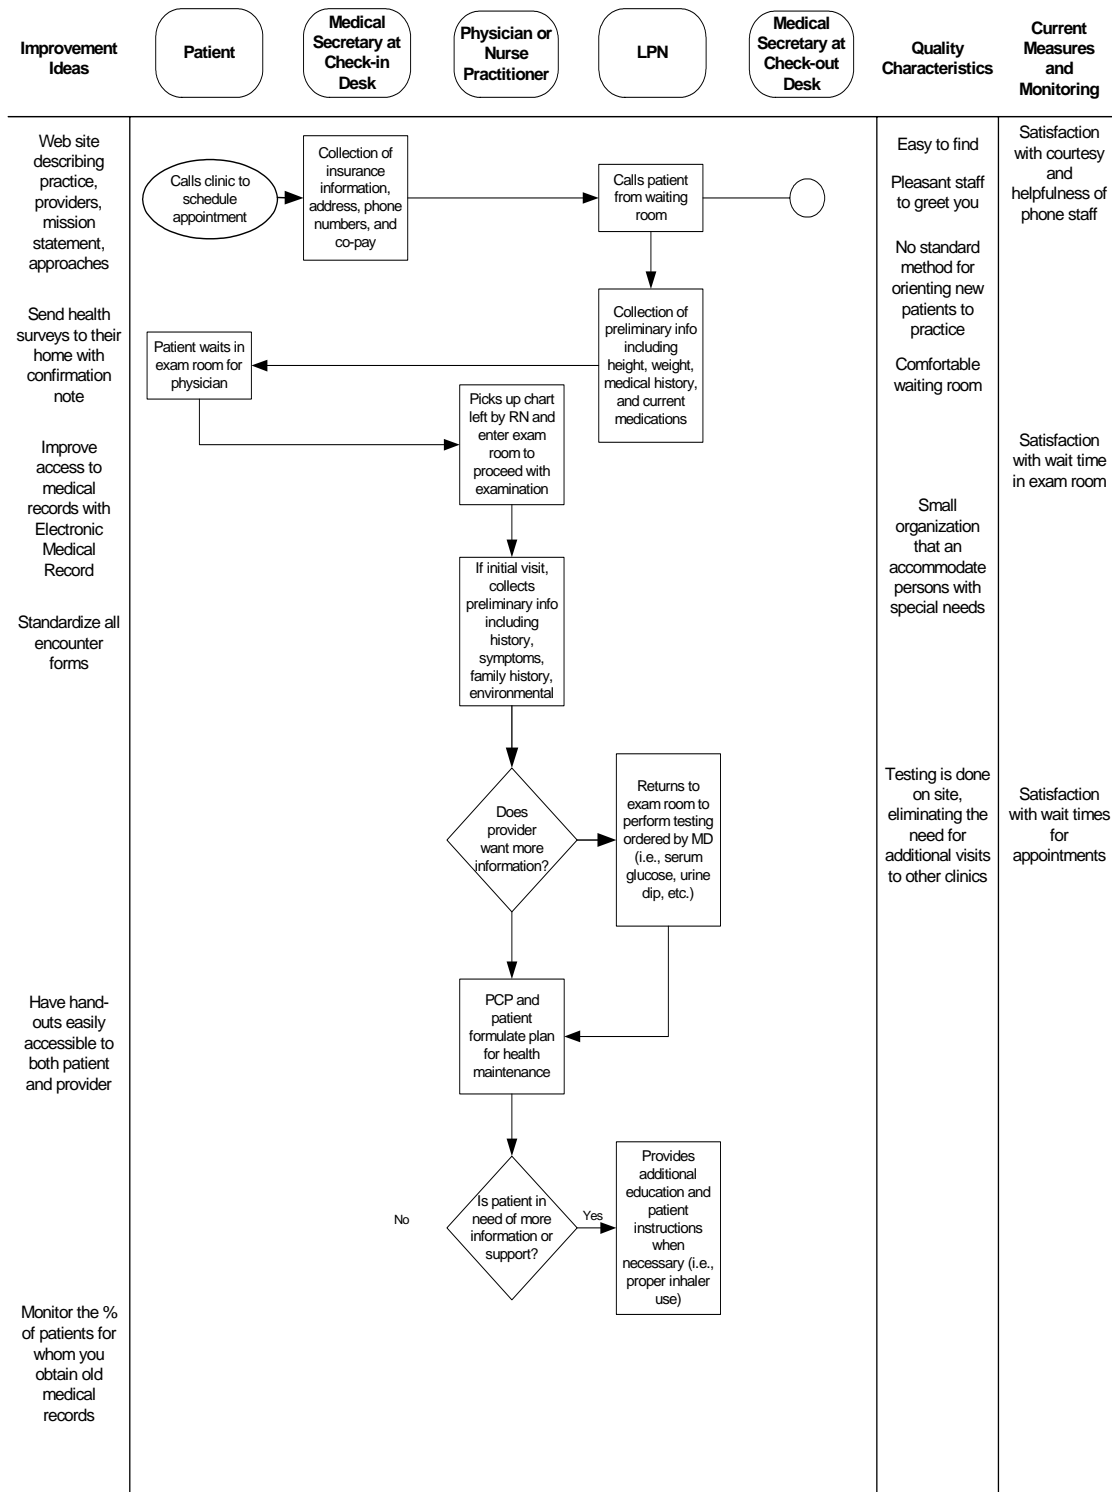 Improvement
Ideas
Patient
Medical
Secretary at
Check-in
Desk
Physician or
Nurse
Practitioner
LPN
Medical
Secretary at
Check-out
Desk
Quality
Characteristics
Current
Measures
and
Monitoring
Web site
describing
practice,
providers,
mission
statement,
approaches
Calls clinic to
schedule
appointment
Collection of
insurance
information,
address, phone
numbers, and
co-pay
Calls patient
from waiting
room
Easy to find
Pleasant staff
to greet you
No standard
method for
orienting new
patients to
practice
Comfortable
waiting room
Satisfaction
with courtesy
and
helpfulness of
phone staff
Send health
surveys to their
home with
confirmation
note
Patient waits in
exam room for
physician
Collection of
preliminary info
including
height, weight,
medical history,
and current
medications
Picks up chart
left by RN and
enter exam
room to
proceed with
examination
Improve
access to
medical
records with
Electronic
Medical
Record
Satisfaction
with wait time
in exam room
Small
organization
that an
accommodate
persons with
special needs
If initial visit,
collects
preliminary info
including
history,
symptoms,
family history,
environmental
Standardize all
encounter
forms
Does
provider
want more
information?
Returns to
exam room to
perform testing
ordered by MD
(i.e., serum
glucose, urine
dip, etc.)
Testing is done
on site,
eliminating the
need for
additional visits
to other clinics
Satisfaction
with wait times
for
appointments
Have hand-
outs easily
accessible to
both patient
and provider
PCP and
patient
formulate plan
for health
maintenance
No
Is patient in
need of more
information or
support?
Yes
Provides
additional
education and
patient
instructions
when
necessary (i.e.,
proper inhaler
use)
Monitor the %
of patients for
whom you
obtain old
medical
records